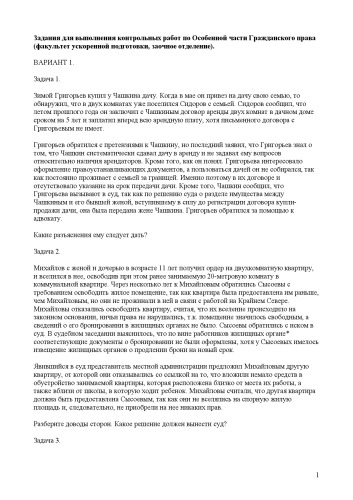 Задания для выполнения контрольных работ по Особенной части Гражданского права
(факультет ускоренной подготовки, заочное отделение).
ВАРИАНТ 1.
Задача 1.
Зимой Григорьев купил у Чашкина дачу. Когда в мае он привез на дачу свою семью, то
обнаружил, что в двух комнатах уже поселился Сидоров с семьей. Сидоров сообщил, что
летом прошлого года он заключил с Чашкиным договор аренды двух комнат в дачном доме
сроком на 5 лет и заплатил вперед всю арендную плату, хотя письменного договора с
Григорьевым не имеет.
Григорьев обратился с претензиями к Чашкину, но последний заявил, что Григорьев знал о
том, что Чашкин систематически сдавал дачу в аренду и не задавал ему вопросов
относительно наличия арендаторов. Кроме того, как он понял. Григорьева интересовало
оформление правоустанавливающих документов, а пользоваться дачей он не собирался, так
как постоянно проживает с семьей за границей. Именно поэтому в их договоре и
отсутствовало указание на срок передачи дачи. Кроме того, Чашкин сообщил, что
Григорьева вызывают в суд, так как по решению суда о разделе имущества между
Чашкиным и его бывшей женой, вступившему в силу до регистрации договора купли-
продажи дачи, она была передана жене Чашкина. Григорьев обратился за помощью к
адвокату.
Какие разъяснения ему следует дать?
Задача 2.
Михайлов с женой и дочерью в возрасте 11 лет получил ордер на двухкомнатную квартиру,
и вселился в нее, освободив при этом ранее занимаемую 20-метровую комнату в
коммунальной квартире. Через несколько лет к Михайловым обратились Сысоевы с
требованием освободить жилое помещение, так как квартира была предоставлена им раньше,
чем Михайловым, но они не проживали в ней в связи с работой на Крайнем Севере.
Михайловы отказались освободить квартиру, считая, что их вселение происходило на
законном основании, ничьи права не нарушались, т.к. помещение значилось свободным, а
сведений о его бронировании в жилищных органах не было. Сысоевы обратились с иском в
суд. В судебном заседании выяснилось, что по вине работников жилищных органов*
соответствующие документы о бронировании не были оформлены, хотя у Сысоевых имелось
извещение жилищных органов о продлении брони на новый срок.
Явившийся в суд представитель местной администрации предложил Михайловым другую
квартиру, от которой они отказывались со ссылкой на то, что вложили немало средств в
обустройство занимаемой квартиры, которая расположена близко от места их работы, а
также вблизи от школы, в которую ходит ребенок. Михайловы считали, что другая квартира
должна быть предоставлена Сысоевым, так как они не вселялись на спорную жилую
площадь и, следовательно, не приобрели на нее никаких прав.
Разберите доводы сторон. Какое решение должен вынести суд?
Задача 3.
1